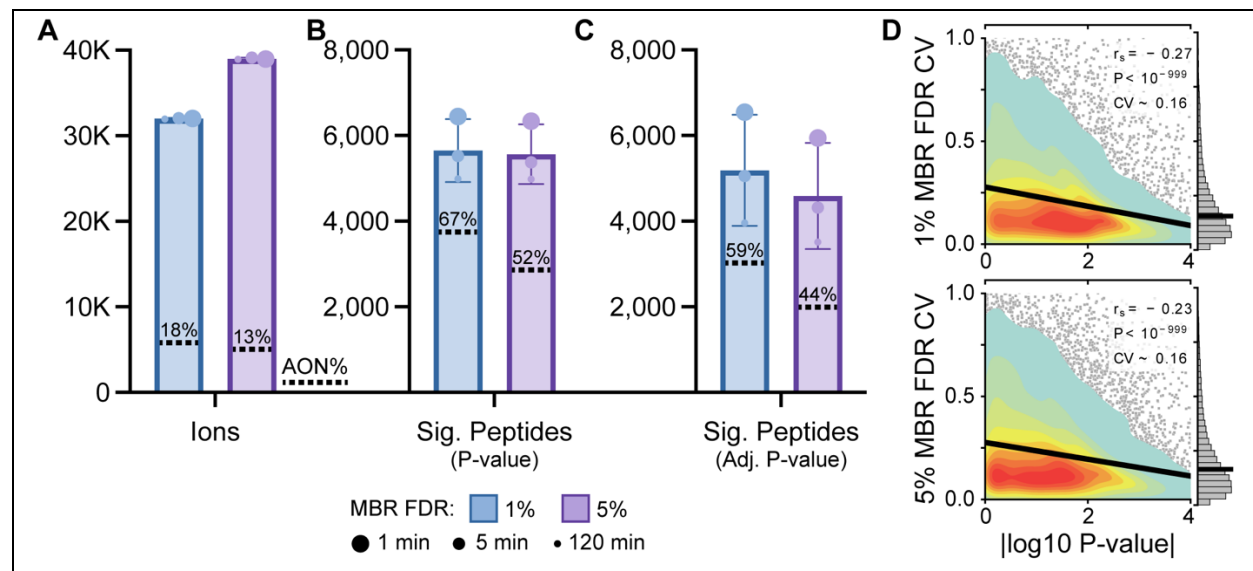 A
40K
30K
20K
10K
0
18%
13%
AON%
Ions
B
8,000
6,000
4,000
2,000
67%
52%
Sig. Peptides
(P-value)
C
8,000
6,000
4,000
2,000
59%
44%
Sig. Peptides
(Adj. P-value)
MBR FDR: 1% 5%
1 min 5 min 120 min
D
1% MBR FDR CV
1.0
0.5
0.0
rₛ = − 0.27
P < 10⁻⁹⁹⁹
CV ~ 0.16
0 2 4
5% MBR FDR CV
1.0
0.5
0.0
rₛ = − 0.23
P < 10⁻⁹⁹⁹
CV ~ 0.16
0 2 4
|log10 P-value|